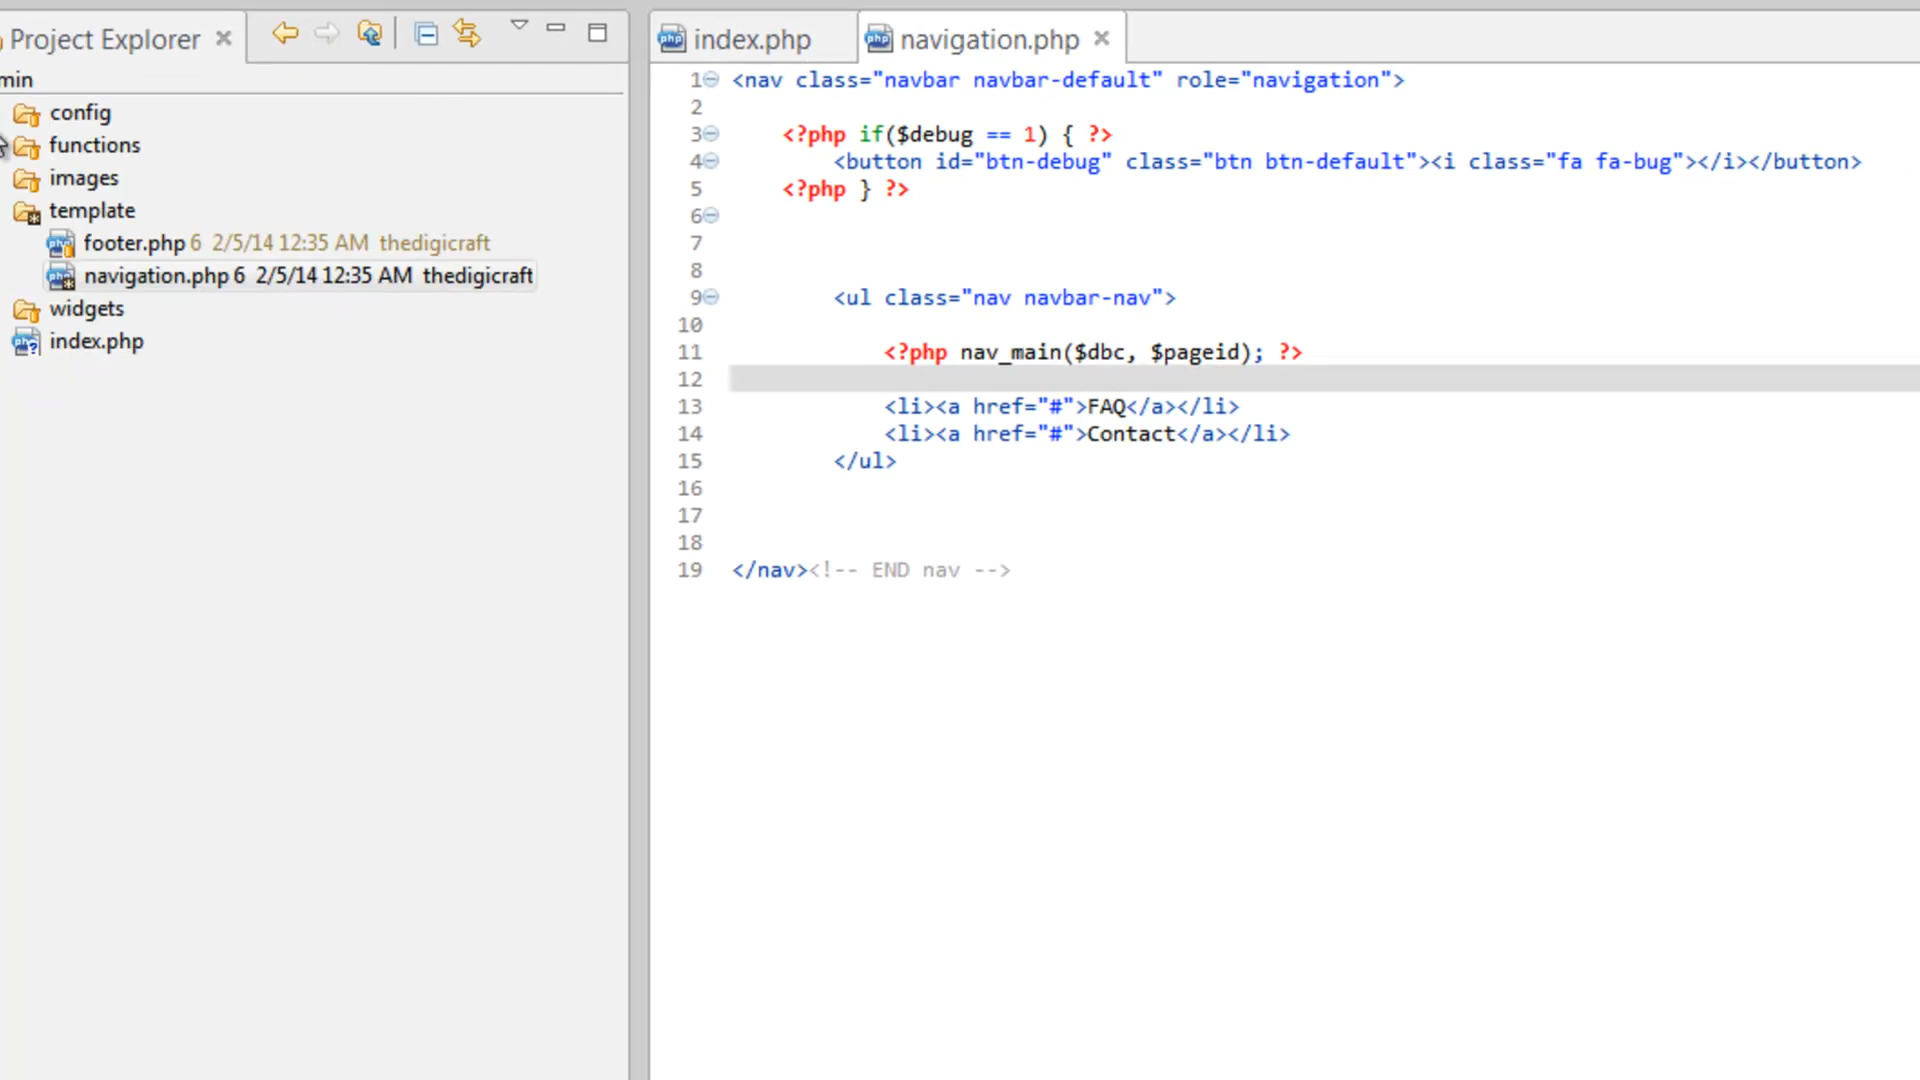 Project Explorer
min
config
functions
images
template
footer.php 6 2/5/14 12:35 AM thedigicraft
navigation.php 6 2/5/14 12:35 AM thedigicraft
widgets
index.php
index.php navigation.php
1 <nav class="navbar navbar-default" role="navigation">
2
3 <?php if($debug == 1) { ?>
4 <button id="btn-debug" class="btn btn-default"><i class="fa fa-bug"></i></button>
5 <?php } ?>
6
7
8
9 <ul class="nav navbar-nav">
10
11 <?php nav_main($dbc, $pageid); ?>
12
13 <li><a href="#">FAQ</a></li>
14 <li><a href="#">Contact</a></li>
15 </ul>
16
17
18
19 </nav><!-- END nav -->